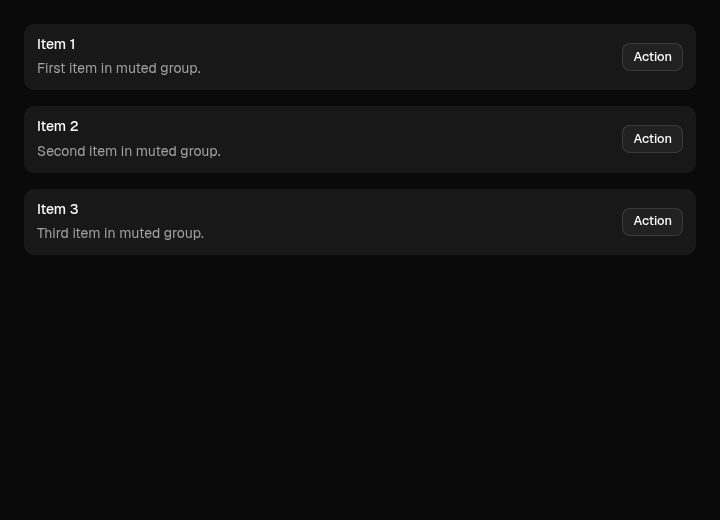 Item 1
First item in muted group.
Action
Item 2
Second item in muted group.
Action
Item 3
Third item in muted group.
Action